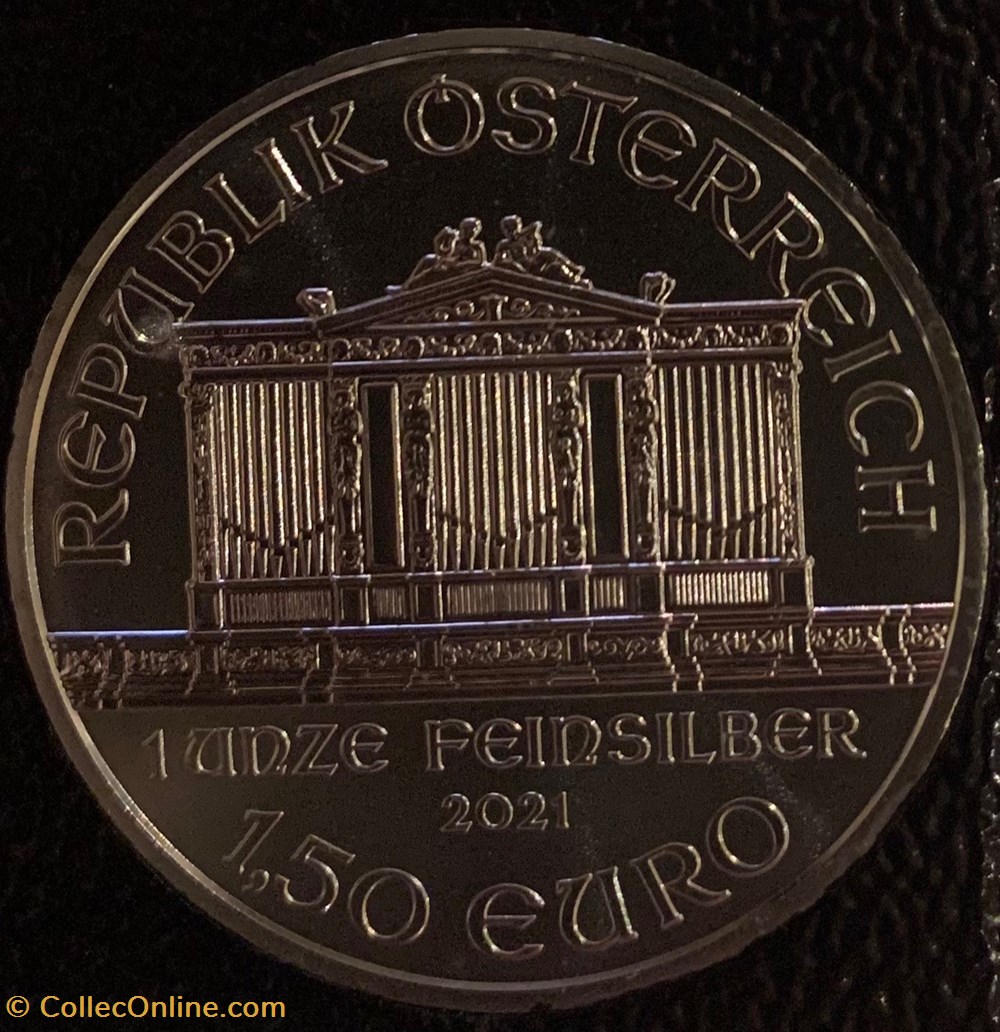 REPUBLIK ÖSTERREICH
1 UNZE FEINSILBER
2021
1,50 EURO
© CollecOnline.com